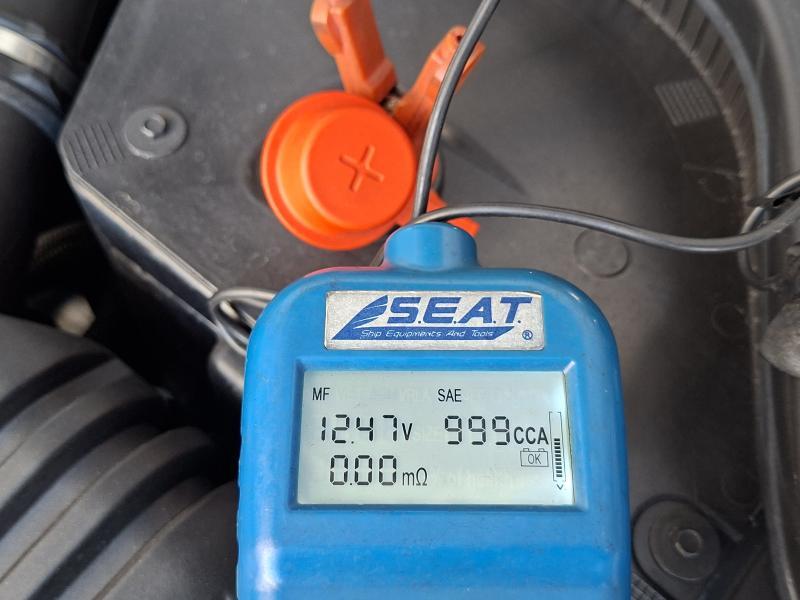 S.E.A.T.
Ship Equipments And Tools ®
MF SAE
12.47V 999CCA
0.00mΩ
OK